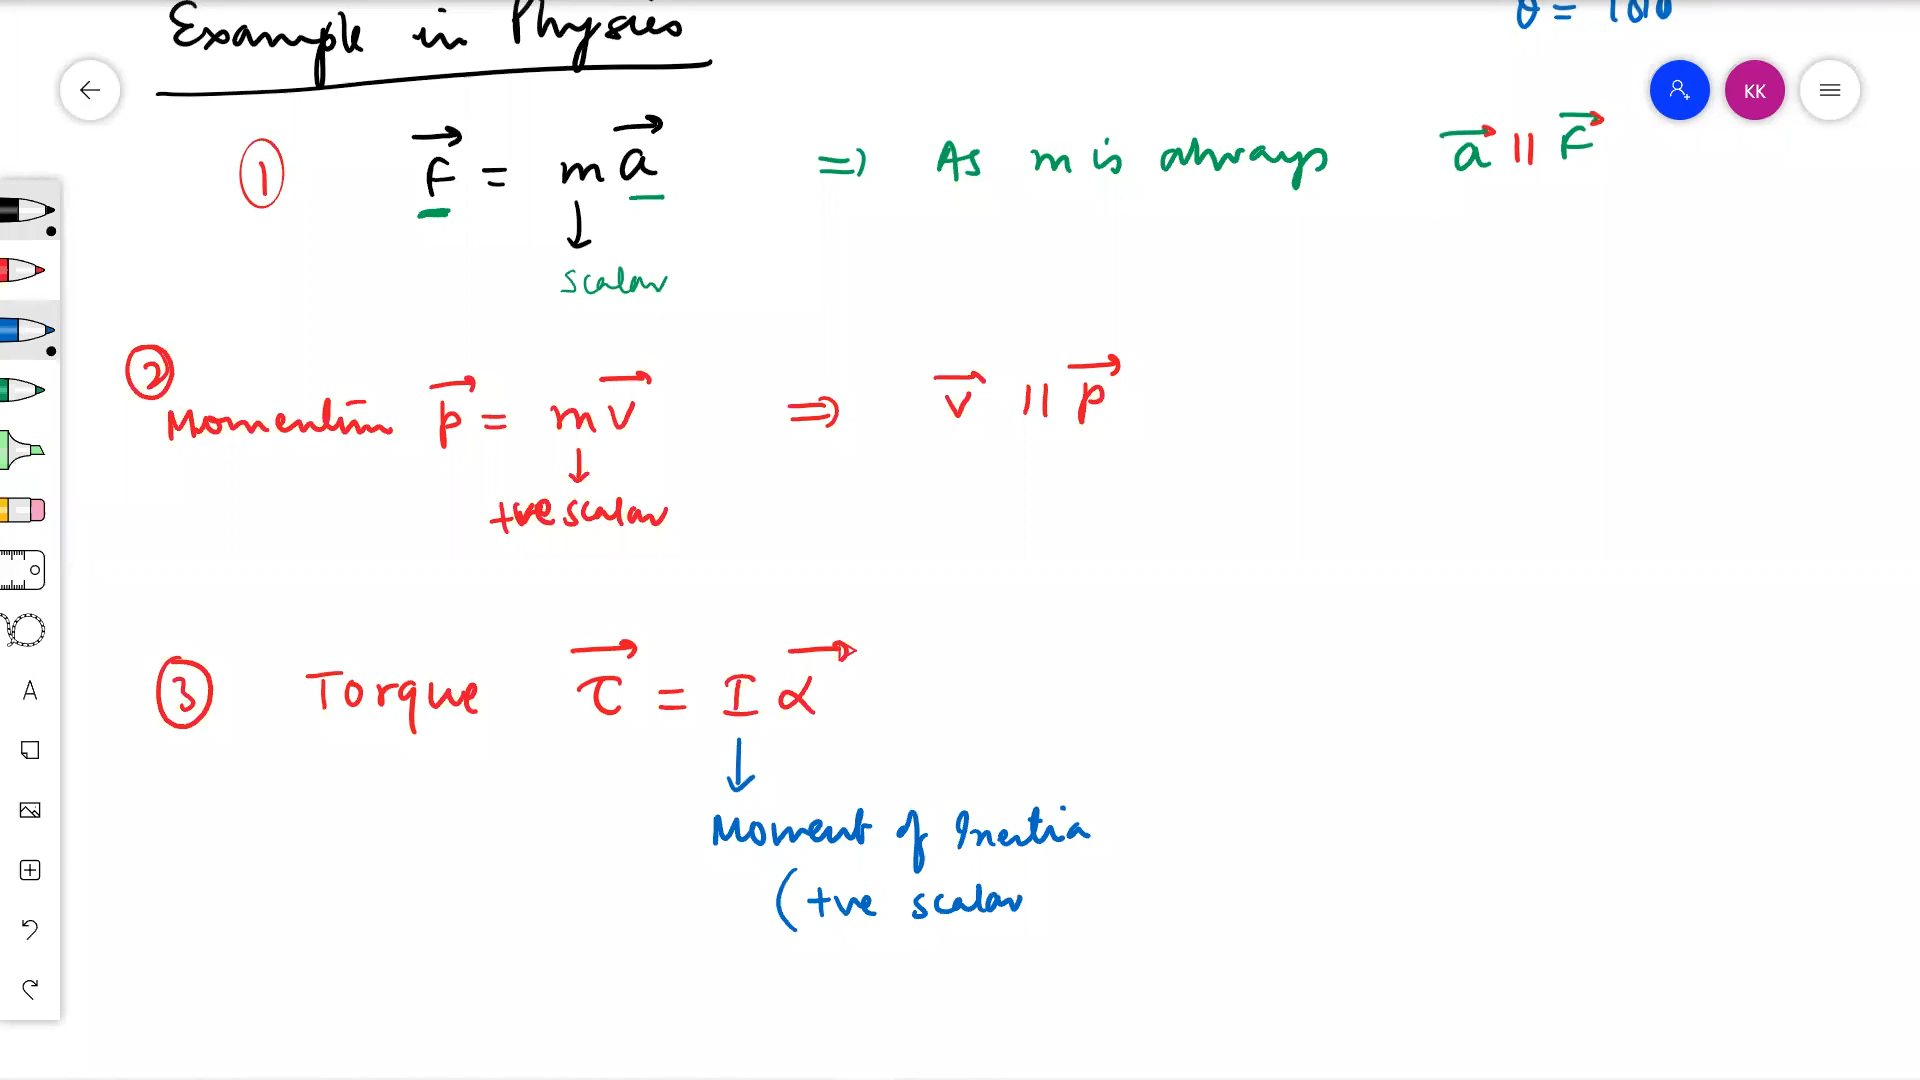 Example in Physics
θ =
KK
① F⃗ = m a⃗ ⇒ As m is always a⃗ || F⃗
↓
scalar
② Momentum p⃗ = m v⃗ ⇒ v⃗ || p⃗
↓
+ve scalar
③ Torque τ⃗ = I α⃗
↓
Moment of Inertia
(+ve scalar
A